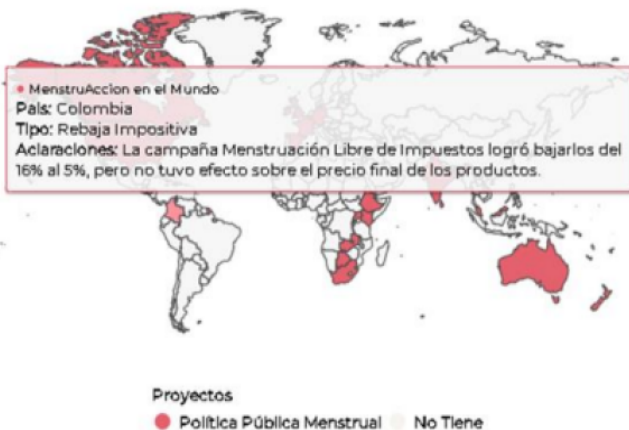 MenstruAccion en el Mundo
País: Colombia
Tipo: Rebaja Impositiva
Aclaraciones: La campaña Menstruación Libre de Impuestos logró bajarlos del
16% al 5%, pero no tuvo efecto sobre el precio final de los productos.
Proyectos
Política Pública Menstrual No Tiene